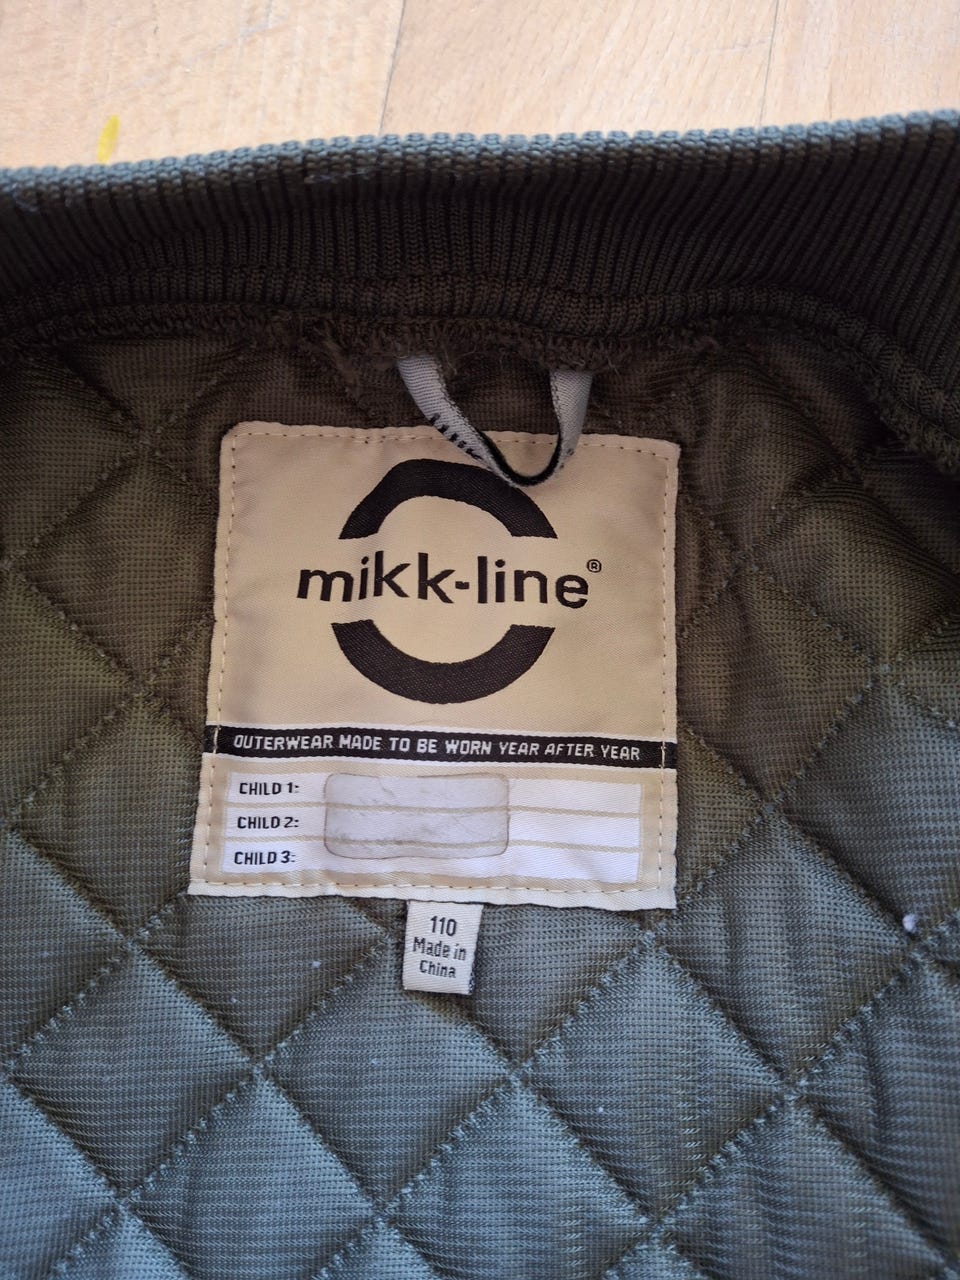 mikk-line®
OUTERWEAR MADE TO BE WORN YEAR AFTER YEAR
CHILD 1:
CHILD 2:
CHILD 3:
110
Made in
China